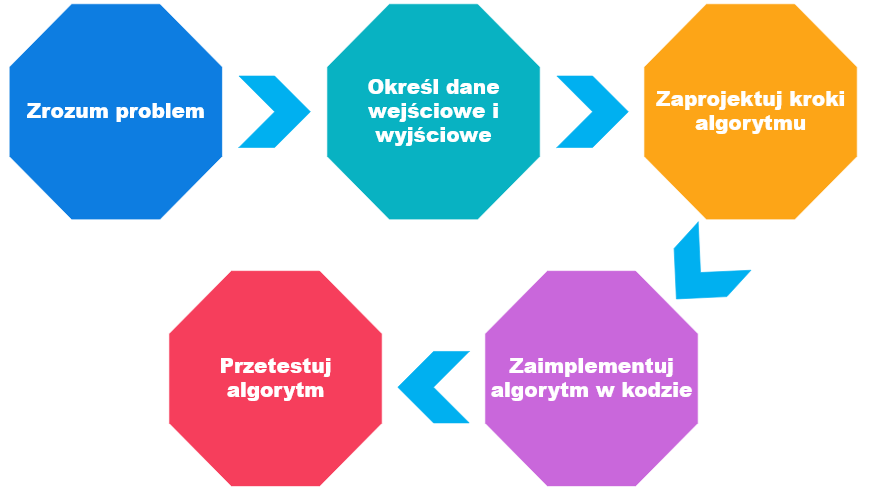 Zrozum problem
Określ dane
wejściowe i
wyjściowe
Zaprojektuj kroki
algorytmu
Zaimplementuj
algorytm w kodzie
Przetestuj
algorytm